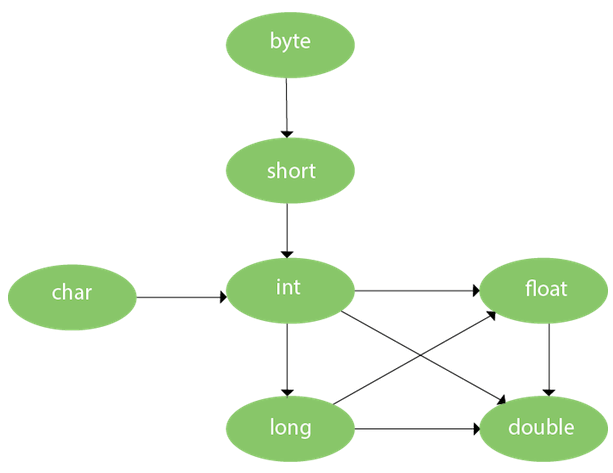 byte
short
char
int
float
long
double